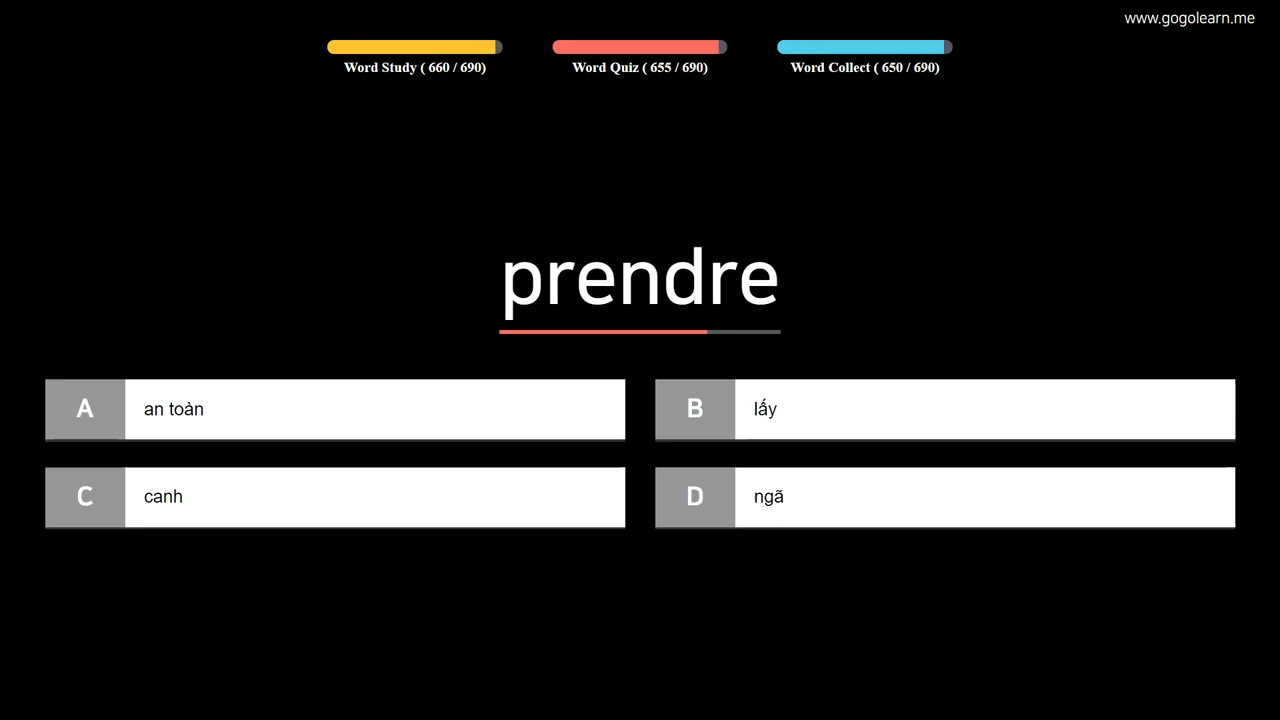 www.gogolearn.me
Word Study ( 660 / 690)
Word Quiz ( 655 / 690)
Word Collect ( 650 / 690)
prendre
A an toàn
B lấy
C canh
D ngã